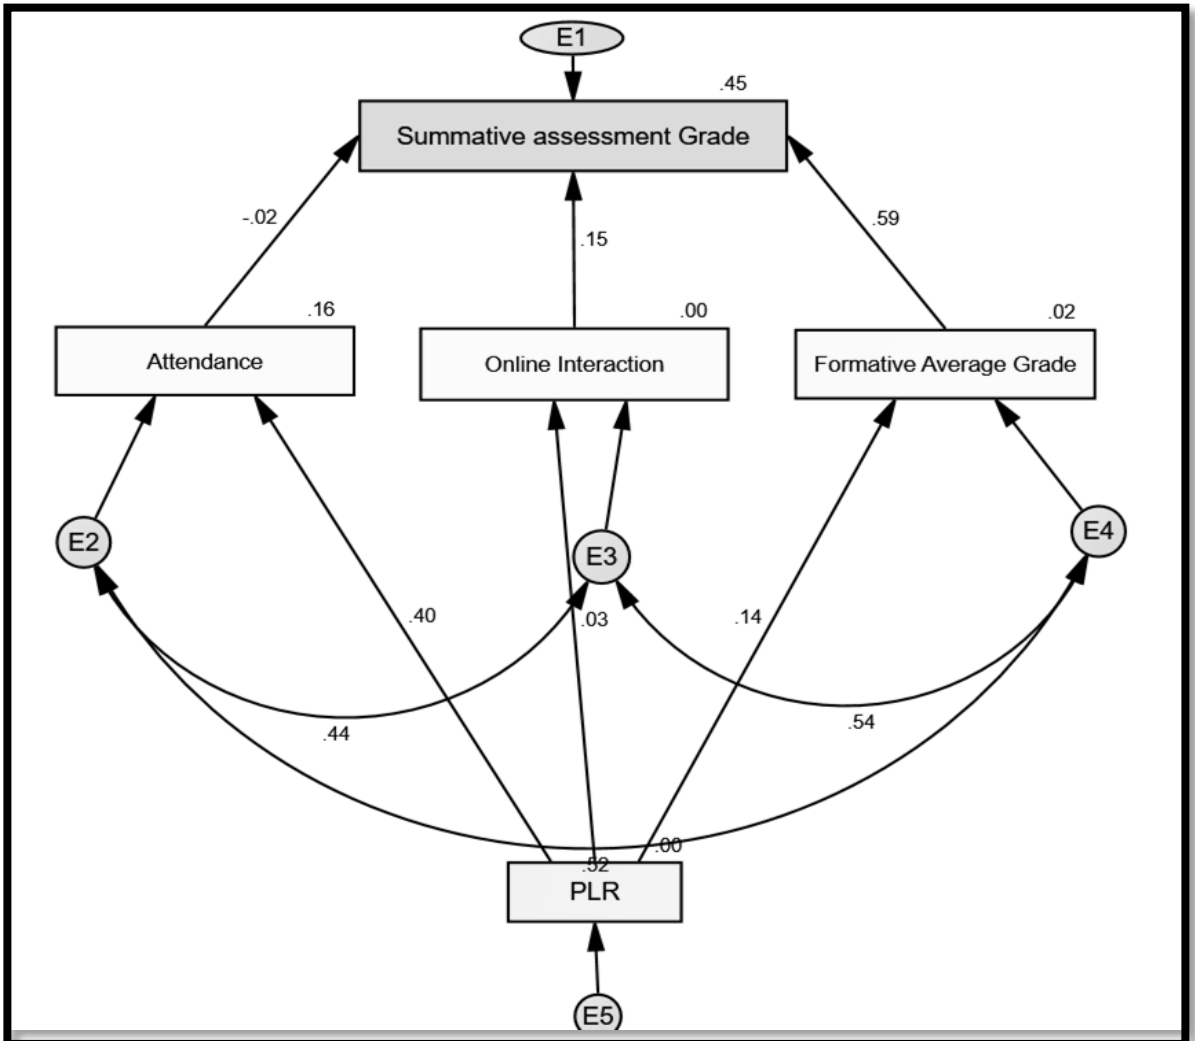 E1
.45
Summative assessment Grade
-.02
.15
.59
.16
.00
.02
Attendance
Online Interaction
Formative Average Grade
E2
E3
E4
.40
.03
.14
.44
.54
.00
.52
PLR
E5